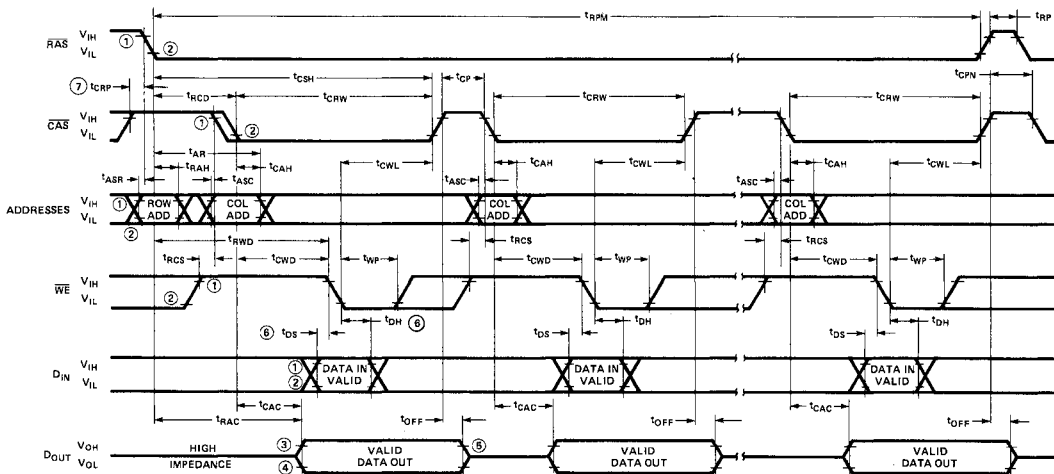 tRPM
tRP
RAS VIH
VIL
① ②
tCSH
tCP
tCPN
⑦ tCRP
tRCD
tCRW
tCRW
tCRW
CAS VIH
VIL
① ②
tAR
tRAH
tCAH
tCWL
tCAH
tCWL
tCAH
tCWL
tASR
tASC
tASC
tASC
ADDRESSES VIH
VIL
① ②
ROW ADD
COL ADD
COL ADD
COL ADD
tRWD
tRCS
tRCS
tRCS
tCWD
tWP
tCWD
tWP
tCWD
tWP
WE VIH
VIL
② ①
⑥ tDS
tDH ⑥
tDS
tDH
tDS
tDH
DIN VIH
VIL
① ②
DATA IN VALID
DATA IN VALID
DATA IN VALID
tCAC
tRAC
tOFF
tCAC
tOFF
tCAC
tOFF
DOUT VOH
VOL
HIGH IMPEDANCE
③ ④
VALID DATA OUT
⑤
VALID DATA OUT
VALID DATA OUT